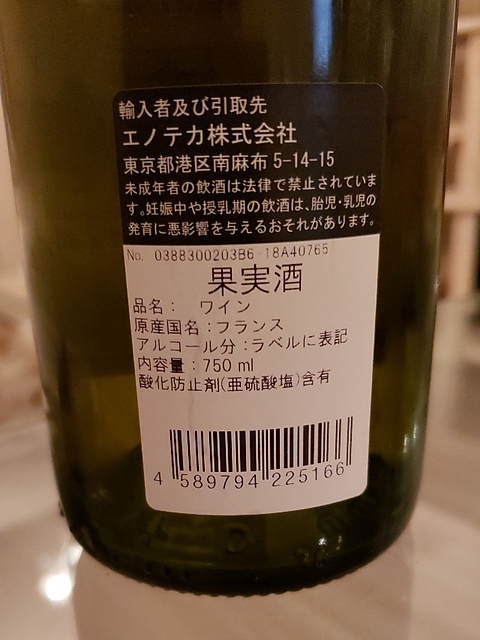 輸入者及び引取先
エノテカ株式会社
東京都港区南麻布 5-14-15
未成年者の飲酒は法律で禁止されていま
す。妊娠中や授乳期の飲酒は、胎児・乳児の
発育に悪影響を与えるおそれがあります。
No. 0388300203B6-18A40765
果実酒
品名： ワイン
原産国名：フランス
アルコール分：ラベルに表記
内容量：750 ml
酸化防止剤(亜硫酸塩)含有
4 589794 225166